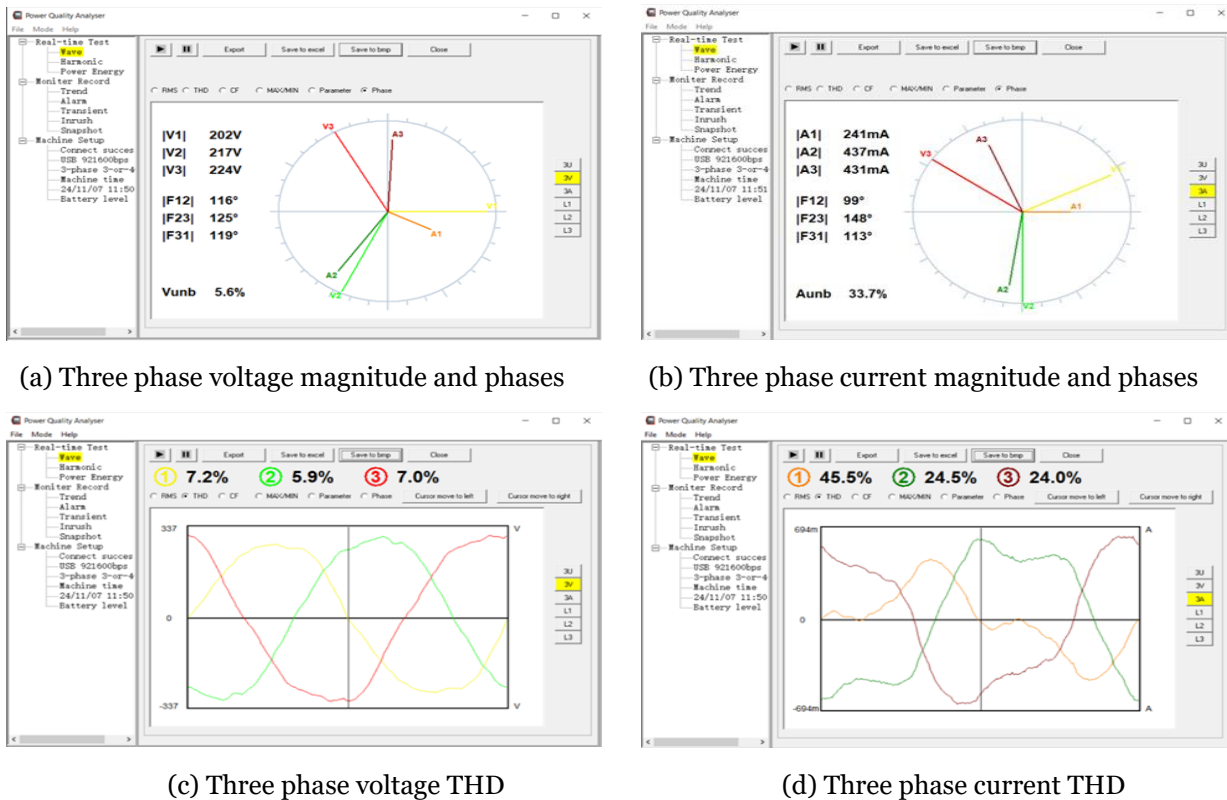 Power Quality Analyser
File Mode Help
Real-time Test
Wave
Harmonic
Power Energy
Moniter Record
Trend
Alarm
Transient
Inrush
Snapshot
Machine Setup
Connect success
USB 921600bps
3-phase 3-or-4
Machine time
24/11/07 11:50
Battery level
Export Save to excel Save to bmp Close
RMS THD CF MAX/MIN Parameter Phase
|V1| 202V
|V2| 217V
|V3| 224V
|F12| 116°
|F23| 125°
|F31| 119°
Vunb 5.6%
V3
A3
V1
A1
A2
V2
3U
3V
3A
L1
L2
L3
Power Quality Analyser
File Mode Help
Real-time Test
Wave
Harmonic
Power Energy
Moniter Record
Trend
Alarm
Transient
Inrush
Snapshot
Machine Setup
Connect success
USB 921600bps
3-phase 3-or-4
Machine time
24/11/07 11:51
Battery level
Export Save to excel Save to bmp Close
RMS THD CF MAX/MIN Parameter Phase
|A1| 241mA
|A2| 437mA
|A3| 431mA
|F12| 99°
|F23| 148°
|F31| 113°
Aunb 33.7%
A3
V3
A1
A2
V2
3U
3V
3A
L1
L2
L3
(a) Three phase voltage magnitude and phases
(b) Three phase current magnitude and phases
Power Quality Analyser
File Mode Help
Real-time Test
Wave
Harmonic
Power Energy
Moniter Record
Trend
Alarm
Transient
Inrush
Snapshot
Machine Setup
Connect succes
USB 921600bps
3-phase 3-or-4
Machine time
24/11/07 11:50
Battery level
Export Save to excel Save to bmp Close
1 7.2% 2 5.9% 3 7.0%
RMS THD CF MAX/MIN Parameter Phase Cursor move to left Cursor move to right
337 V
0
-337 V
3U
3V
3A
L1
L2
L3
Power Quality Analyser
File Mode Help
Real-time Test
Wave
Harmonic
Power Energy
Moniter Record
Trend
Alarm
Transient
Inrush
Snapshot
Machine Setup
Connect succes
USB 921600bps
3-phase 3-or-4
Machine time
24/11/07 11:50
Battery level
Export Save to excel Save to bmp Close
1 45.5% 2 24.5% 3 24.0%
RMS THD CF MAX/MIN Parameter Phase Cursor move to left Cursor move to right
694m A
0
-694m A
3U
3V
3A
L1
L2
L3
(c) Three phase voltage THD
(d) Three phase current THD